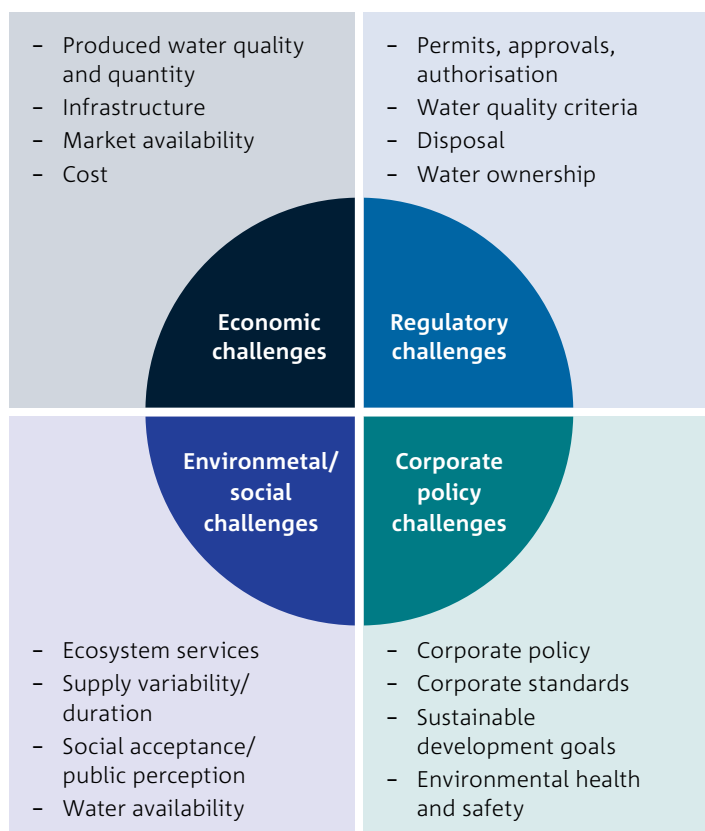 – Produced water quality
and quantity
– Infrastructure
– Market availability
– Cost
– Permits, approvals,
authorisation
– Water quality criteria
– Disposal
– Water ownership
Economic
challenges
Regulatory
challenges
Environmetal/
social
challenges
Corporate
policy
challenges
– Ecosystem services
– Supply variability/
duration
– Social acceptance/
public perception
– Water availability
– Corporate policy
– Corporate standards
– Sustainable
development goals
– Environmental health
and safety